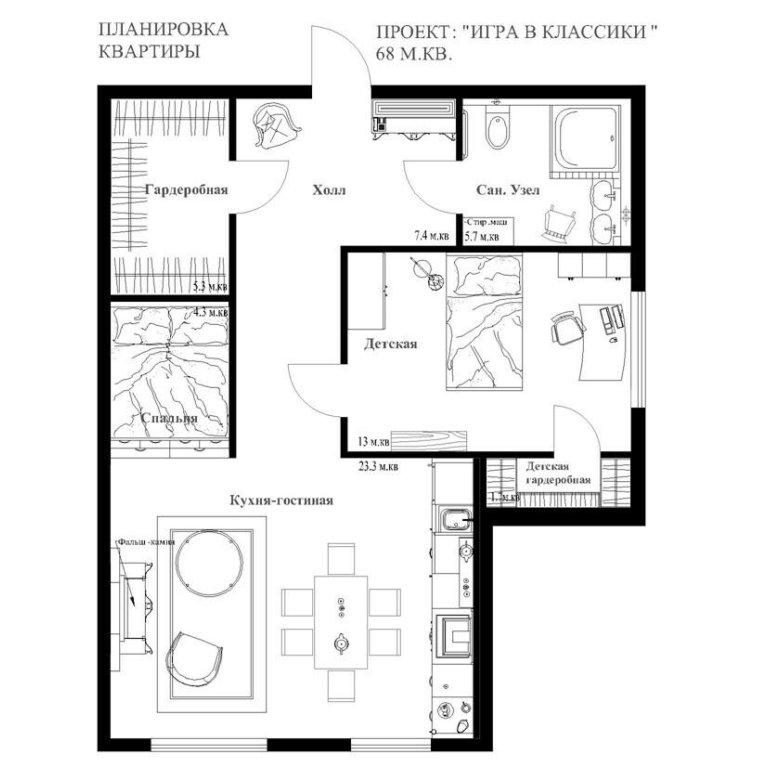 ПЛАНИРОВКА
КВАРТИРЫ
ПРОЕКТ: "ИГРА В КЛАССИКИ "
68 М.КВ.
Гардеробная
Холл
Сан. Узел
-Стир.маш
7.4 м.кв
5.7 м.кв
5.3 м.кв
4.3 м.кв
Детская
Спальня
13 м.кв
23.3 м.кв
Детская
гардеробная
1.7м.кв
Кухня-гостиная
Фальш -камин